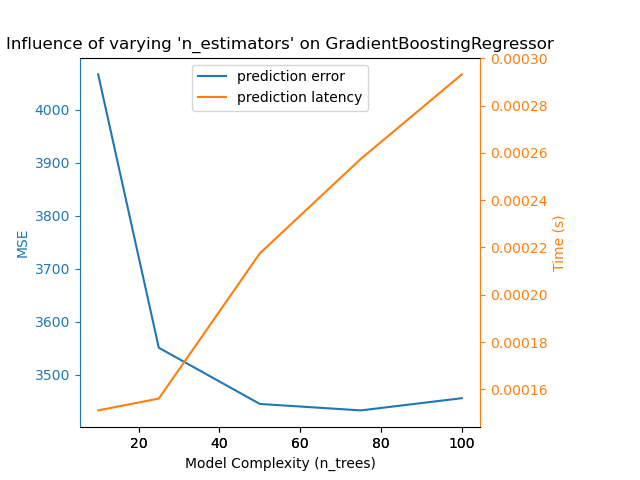 Influence of varying 'n_estimators' on GradientBoostingRegressor
prediction error
prediction latency
MSE
4000
3900
3800
3700
3600
3500
0.00030
0.00028
0.00026
0.00024
0.00022
0.00020
0.00018
0.00016
Time (s)
20 40 60 80 100
Model Complexity (n_trees)